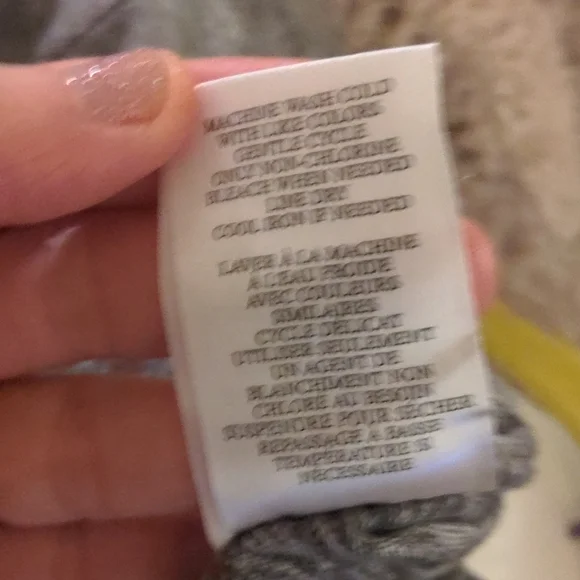 MACHINE WASH COLD
WITH LIKE COLORS
GENTLE CYCLE
ONLY NON-CHLORINE
BLEACH WHEN NEEDED
LINE DRY
COOL IRON IF NEEDED
LAVER À LA MACHINE
À L'EAU FROIDE
AVEC COULEURS
SIMILAIRES
CYCLE DÉLICAT
UTILISER SEULEMENT
UN AGENT DE
BLANCHIMENT NON
CHLORÉ AU BESOIN
SUSPENDRE POUR SÉCHER
REPASSAGE À BASSE
TEMPÉRATURE SI
NÉCESSAIRE